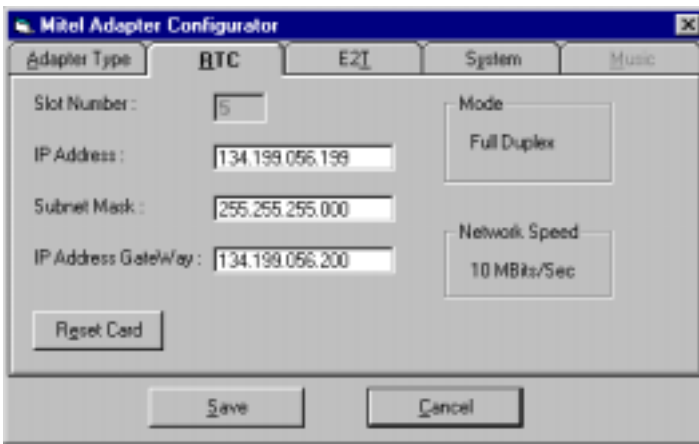 Mitel Adapter Configurator
Adapter Type RTC E2T System Music
Slot Number : 5
IP Address : 134.199.056.199
Subnet Mask : 255.255.255.000
IP Address GateWay : 134.199.056.200
Mode
Full Duplex
Network Speed
10 MBits/Sec
Reset Card
Save Cancel